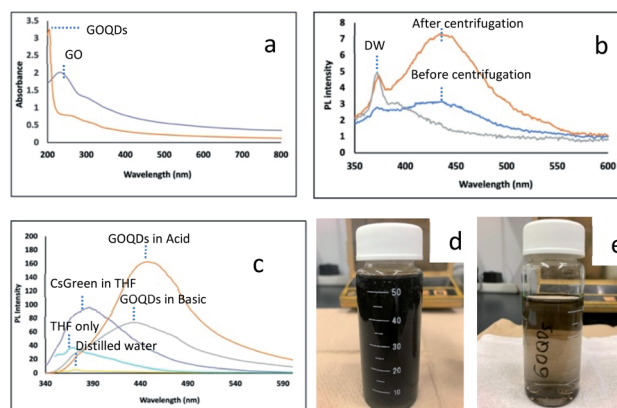 GOQDs
GO
a
Absorbance
3.5
3
2.5
2
1.5
1
0.5
0
200 300 400 500 600 700 800
Wavelength (nm)
After centrifugation
b
DW
Before centrifugation
PL intensity
8
7
6
5
4
3
2
1
0
350 400 450 500 550 600
Wavelength (nm)
GOQDs in Acid
c
CsGreen in THF
GOQDs in Basic
THF only
Distilled water
PL Intensity
200
180
160
140
120
100
80
60
40
20
0
340 390 440 490 540 590
Wavelength (nm)
d
50
40
30
20
10
e
GOQDs